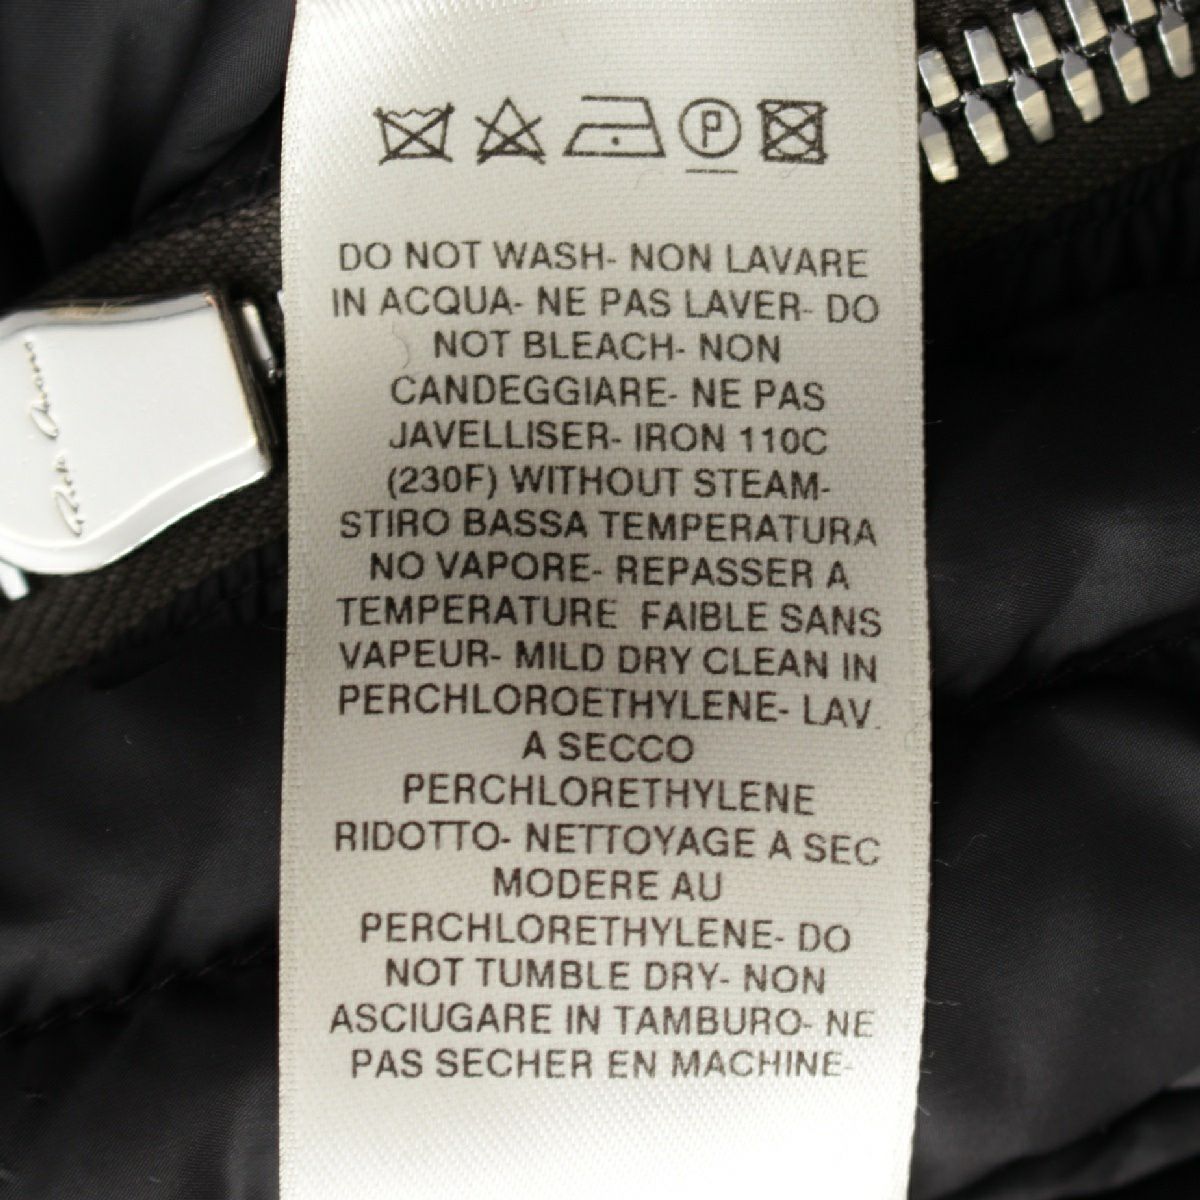 P
DO NOT WASH- NON LAVARE
IN ACQUA- NE PAS LAVER- DO
NOT BLEACH- NON
CANDEGGIARE- NE PAS
JAVELLISER- IRON 110C
(230F) WITHOUT STEAM-
STIRO BASSA TEMPERATURA
NO VAPORE- REPASSER A
TEMPERATURE FAIBLE SANS
VAPEUR- MILD DRY CLEAN IN
PERCHLOROETHYLENE- LAV.
A SECCO
PERCHLORETHYLENE
RIDOTTO- NETTOYAGE A SEC
MODERE AU
PERCHLORETHYLENE- DO
NOT TUMBLE DRY- NON
ASCIUGARE IN TAMBURO- NE
PAS SECHER EN MACHINE-
Rick Owens